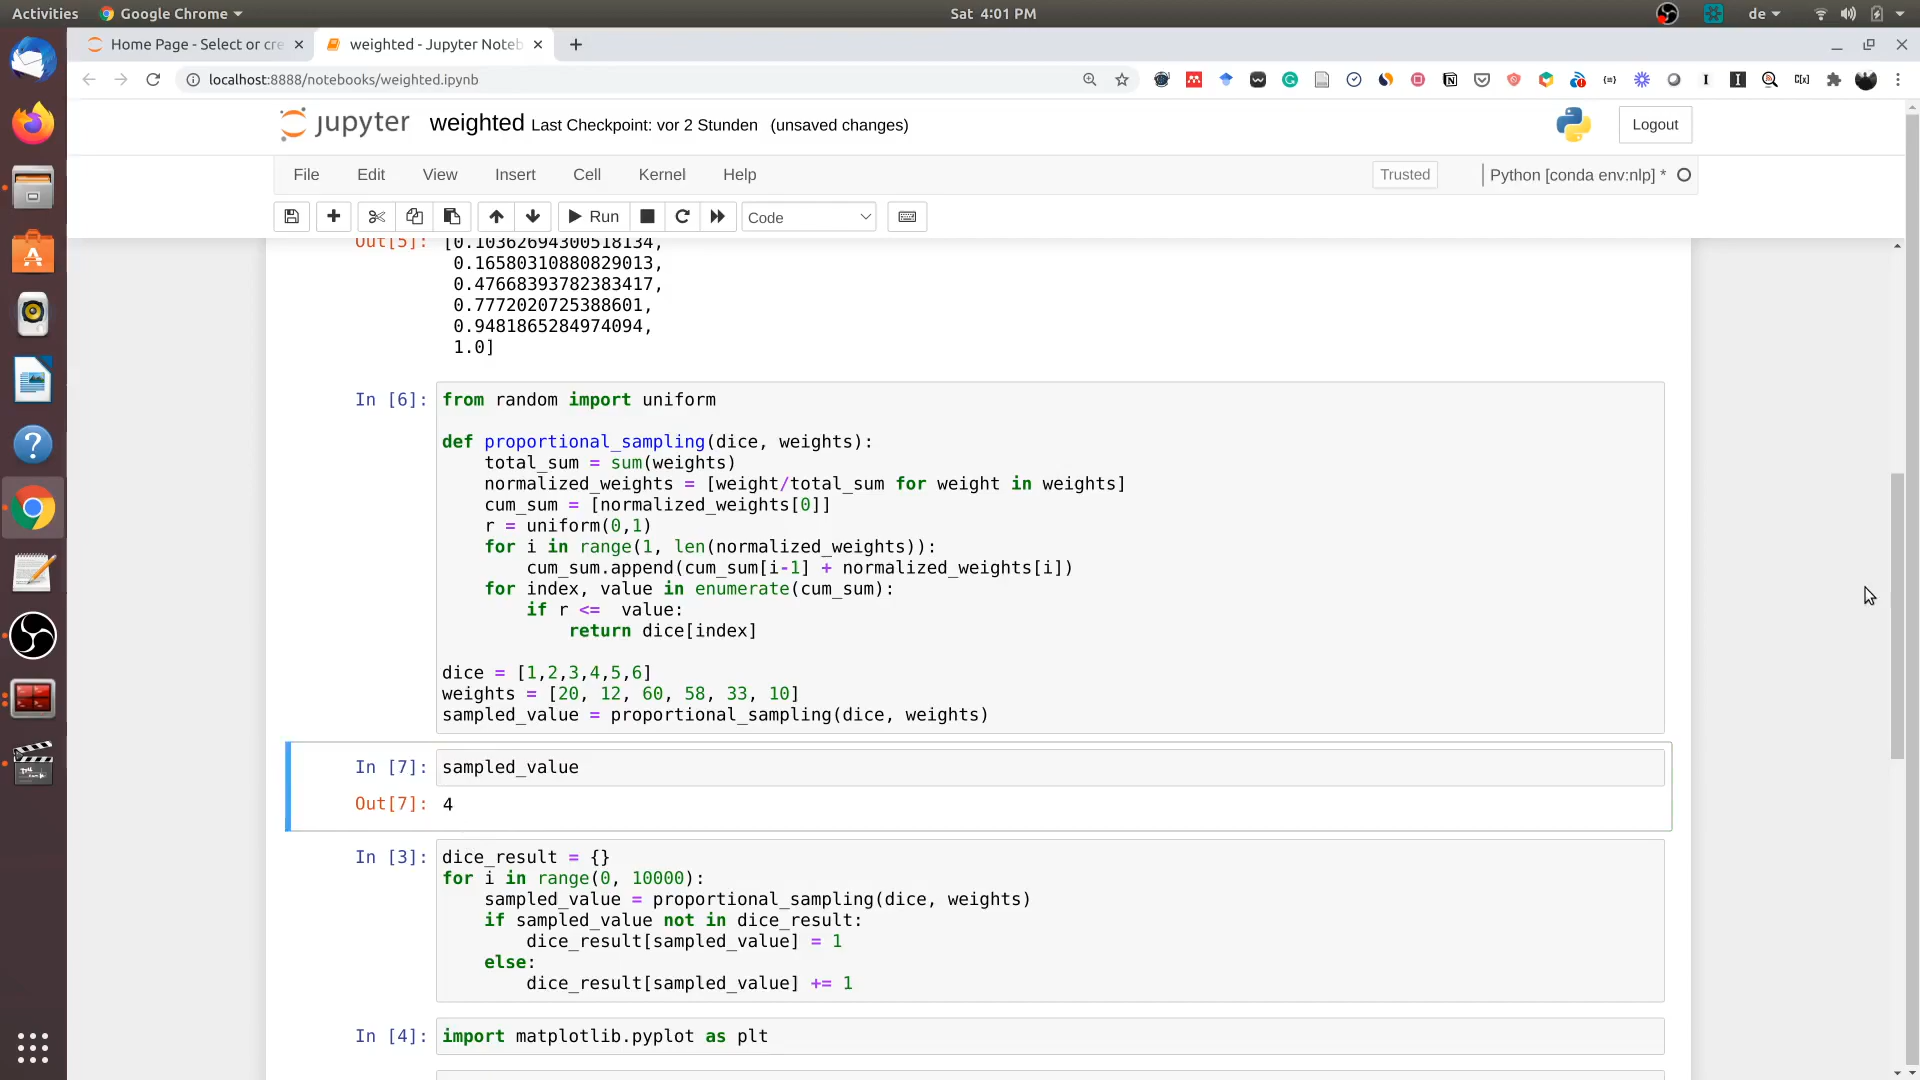 Activities Google Chrome Sat 4:01 PM de
Home Page - Select or cre weighted - Jupyter Noteb
localhost:8888/notebooks/weighted.ipynb
jupyter weighted Last Checkpoint: vor 2 Stunden (unsaved changes) Logout
File Edit View Insert Cell Kernel Help Trusted Python [conda env:nlp] *
Run Code
Out[5]: [0.10362694300518134,
0.16580310880829013,
0.47668393782383417,
0.7772020725388601,
0.9481865284974094,
1.0]
In [6]: from random import uniform
def proportional_sampling(dice, weights):
total_sum = sum(weights)
normalized_weights = [weight/total_sum for weight in weights]
cum_sum = [normalized_weights[0]]
r = uniform(0,1)
for i in range(1, len(normalized_weights)):
cum_sum.append(cum_sum[i-1] + normalized_weights[i])
for index, value in enumerate(cum_sum):
if r <=  value:
return dice[index]
dice = [1,2,3,4,5,6]
weights = [20, 12, 60, 58, 33, 10]
sampled_value = proportional_sampling(dice, weights)
In [7]: sampled_value
Out[7]: 4
In [3]: dice_result = {}
for i in range(0, 10000):
sampled_value = proportional_sampling(dice, weights)
if sampled_value not in dice_result:
dice_result[sampled_value] = 1
else:
dice_result[sampled_value] += 1
In [4]: import matplotlib.pyplot as plt